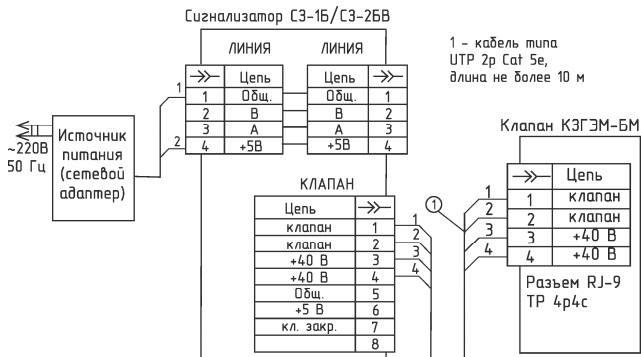 Сигнализатор СЗ-1Б/СЗ-2БВ
ЛИНИЯ ЛИНИЯ
Цепь Цепь
1 1 Общ. Общ. 1
2 В В 2
3 А А 3
2 4 +5В +5В 4
Источник
питания
(сетевой
адаптер)
~220В
50 Гц
1 - кабель типа
UTP 2р Cat 5e,
длина не более 10 м
КЛАПАН
Цепь
клапан 1 1
клапан 2 2
+40 В 3 3
+40 В 4 4
Общ. 5
+5 В 6
кл. закр. 7
8
1
Клапан КЗГЭМ-БМ
Цепь
1 1 клапан
2 2 клапан
3 3 +40 В
4 4 +40 В
Разъем RJ-9
TP 4p4c